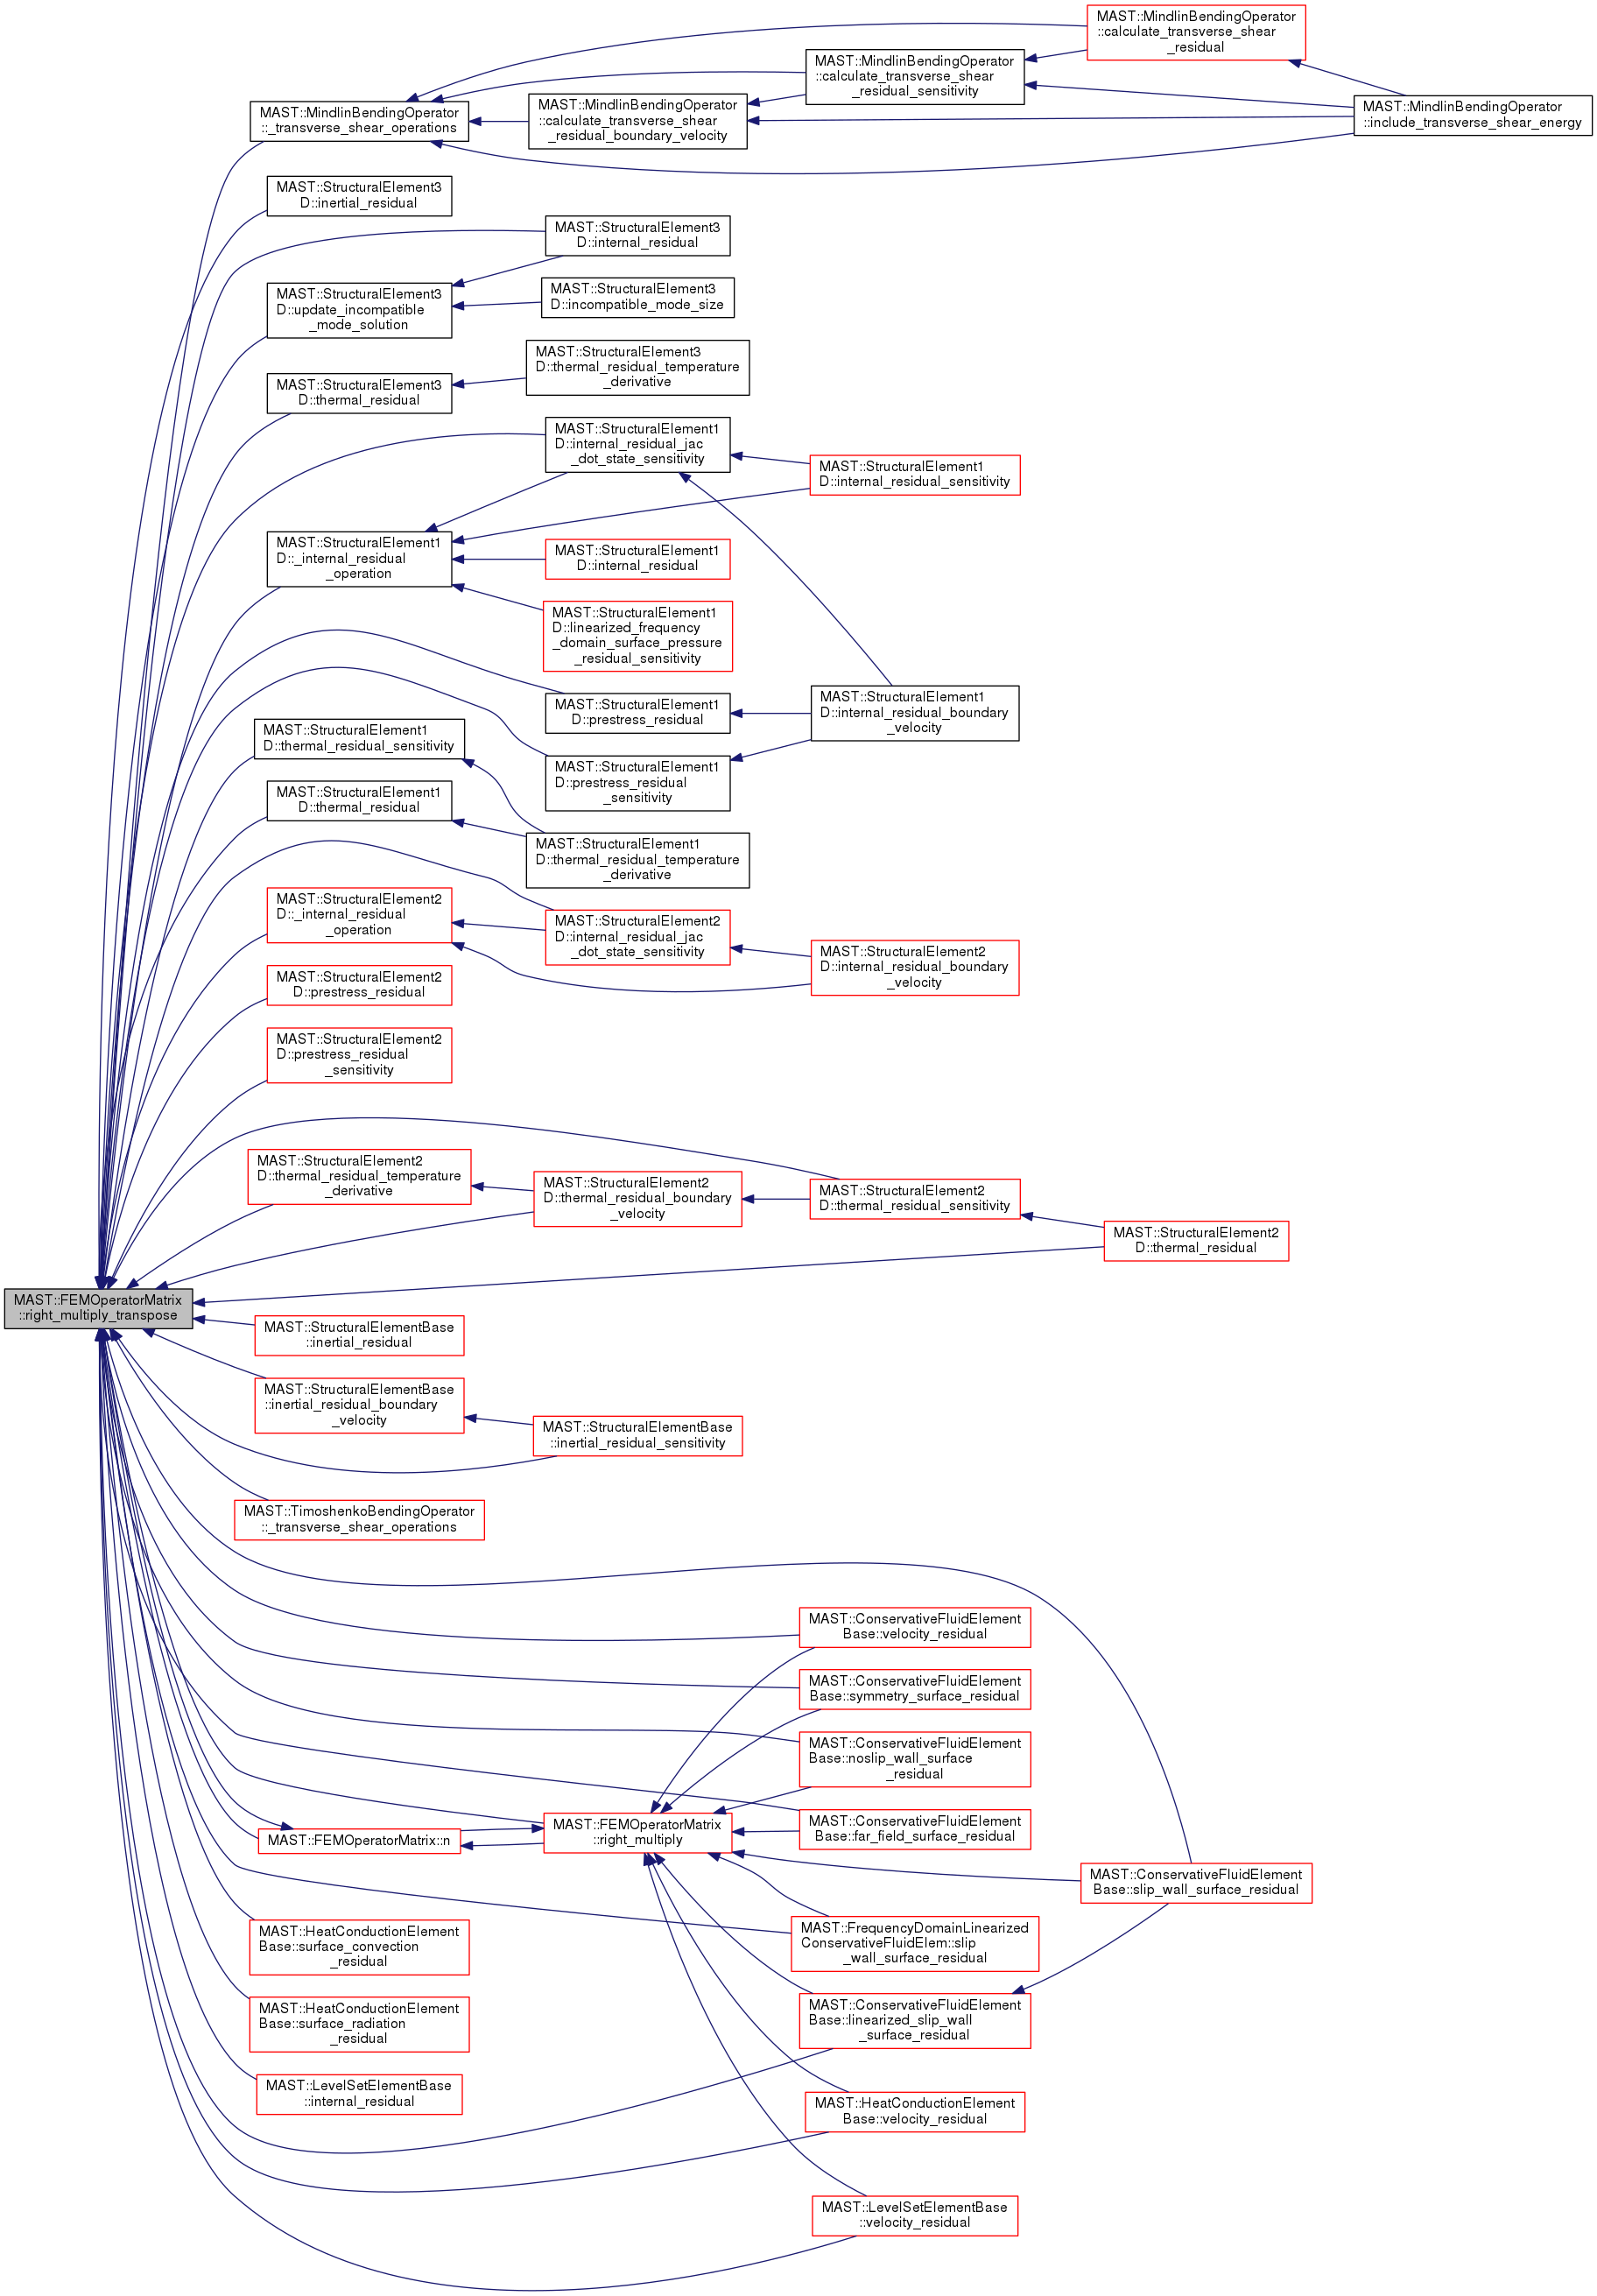 MAST::MindlinBendingOperator
::calculate_transverse_shear
_residual
MAST::MindlinBendingOperator
::calculate_transverse_shear
_residual_sensitivity
MAST::MindlinBendingOperator
::_transverse_shear_operations
MAST::MindlinBendingOperator
::calculate_transverse_shear
_residual_boundary_velocity
MAST::MindlinBendingOperator
::include_transverse_shear_energy
MAST::StructuralElement3
D::inertial_residual
MAST::StructuralElement3
D::internal_residual
MAST::StructuralElement3
D::update_incompatible
_mode_solution
MAST::StructuralElement3
D::incompatible_mode_size
MAST::StructuralElement3
D::thermal_residual_temperature
_derivative
MAST::StructuralElement3
D::thermal_residual
MAST::StructuralElement1
D::internal_residual_jac
_dot_state_sensitivity
MAST::StructuralElement1
D::internal_residual_sensitivity
MAST::StructuralElement1
D::_internal_residual
_operation
MAST::StructuralElement1
D::internal_residual
MAST::StructuralElement1
D::linearized_frequency
_domain_surface_pressure
_residual_sensitivity
MAST::StructuralElement1
D::prestress_residual
MAST::StructuralElement1
D::internal_residual_boundary
_velocity
MAST::StructuralElement1
D::thermal_residual_sensitivity
MAST::StructuralElement1
D::prestress_residual
_sensitivity
MAST::StructuralElement1
D::thermal_residual
MAST::StructuralElement1
D::thermal_residual_temperature
_derivative
MAST::StructuralElement2
D::_internal_residual
_operation
MAST::StructuralElement2
D::internal_residual_jac
_dot_state_sensitivity
MAST::StructuralElement2
D::internal_residual_boundary
_velocity
MAST::StructuralElement2
D::prestress_residual
MAST::StructuralElement2
D::prestress_residual
_sensitivity
MAST::StructuralElement2
D::thermal_residual_temperature
_derivative
MAST::StructuralElement2
D::thermal_residual_boundary
_velocity
MAST::StructuralElement2
D::thermal_residual_sensitivity
MAST::StructuralElement2
D::thermal_residual
MAST::FEMOperatorMatrix
::right_multiply_transpose
MAST::StructuralElementBase
::inertial_residual
MAST::StructuralElementBase
::inertial_residual_boundary
_velocity
MAST::StructuralElementBase
::inertial_residual_sensitivity
MAST::TimoshenkoBendingOperator
::_transverse_shear_operations
MAST::ConservativeFluidElement
Base::velocity_residual
MAST::ConservativeFluidElement
Base::symmetry_surface_residual
MAST::ConservativeFluidElement
Base::noslip_wall_surface
_residual
MAST::FEMOperatorMatrix::n
MAST::FEMOperatorMatrix
::right_multiply
MAST::ConservativeFluidElement
Base::far_field_surface_residual
MAST::ConservativeFluidElement
Base::slip_wall_surface_residual
MAST::HeatConductionElement
Base::surface_convection
_residual
MAST::FrequencyDomainLinearized
ConservativeFluidElem::slip
_wall_surface_residual
MAST::HeatConductionElement
Base::surface_radiation
_residual
MAST::ConservativeFluidElement
Base::linearized_slip_wall
_surface_residual
MAST::LevelSetElementBase
::internal_residual
MAST::HeatConductionElement
Base::velocity_residual
MAST::LevelSetElementBase
::velocity_residual